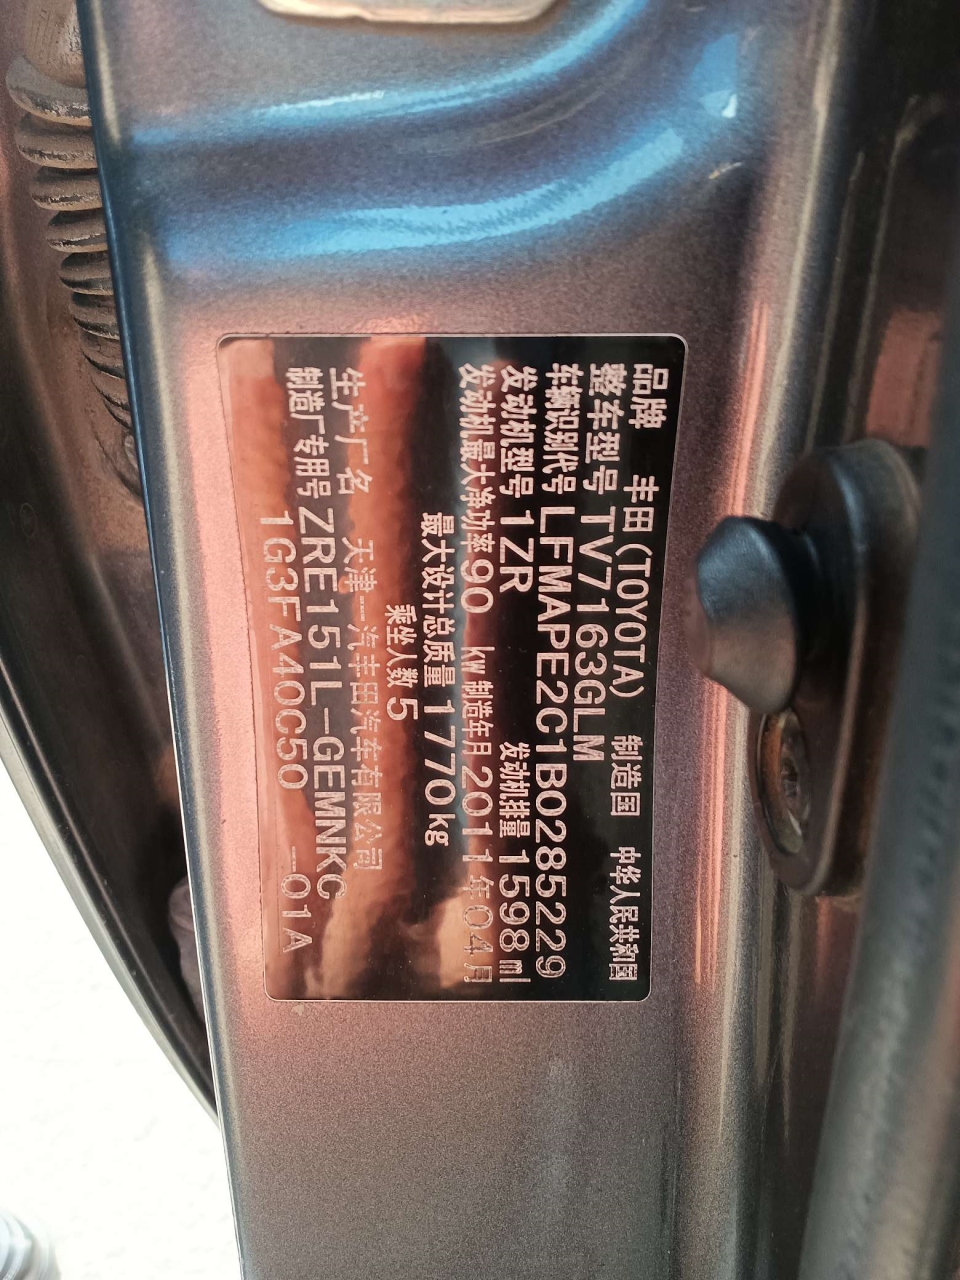 品牌 丰田(TOYOTA) 制造国 中华人民共和国
整车型号 TV7163GLM
车辆识别代号 LFMAPE2C1B0285229
发动机型号 1ZR 发动机排量 1598ml
发动机最大净功率 90 kW 制造年月 2011年04月
最大设计总质量 1770kg
乘坐人数 5
生产厂名 天津一汽丰田汽车有限公司
制造厂专用号 ZRE151L-GEMNKC
1G3FA40C50 -01A